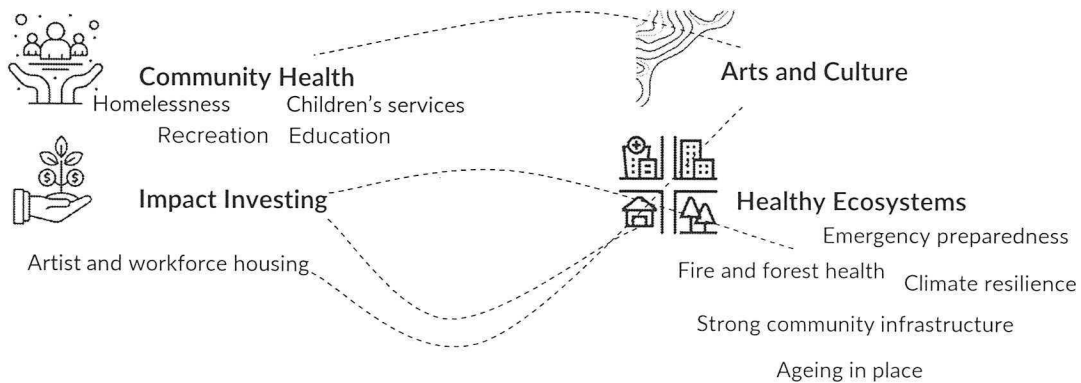 Community Health
Homelessness
Children's services
Recreation
Education
Impact Investing
Artist and workforce housing
Arts and Culture
Healthy Ecosystems
Emergency preparedness
Fire and forest health
Climate resilience
Strong community infrastructure
Ageing in place